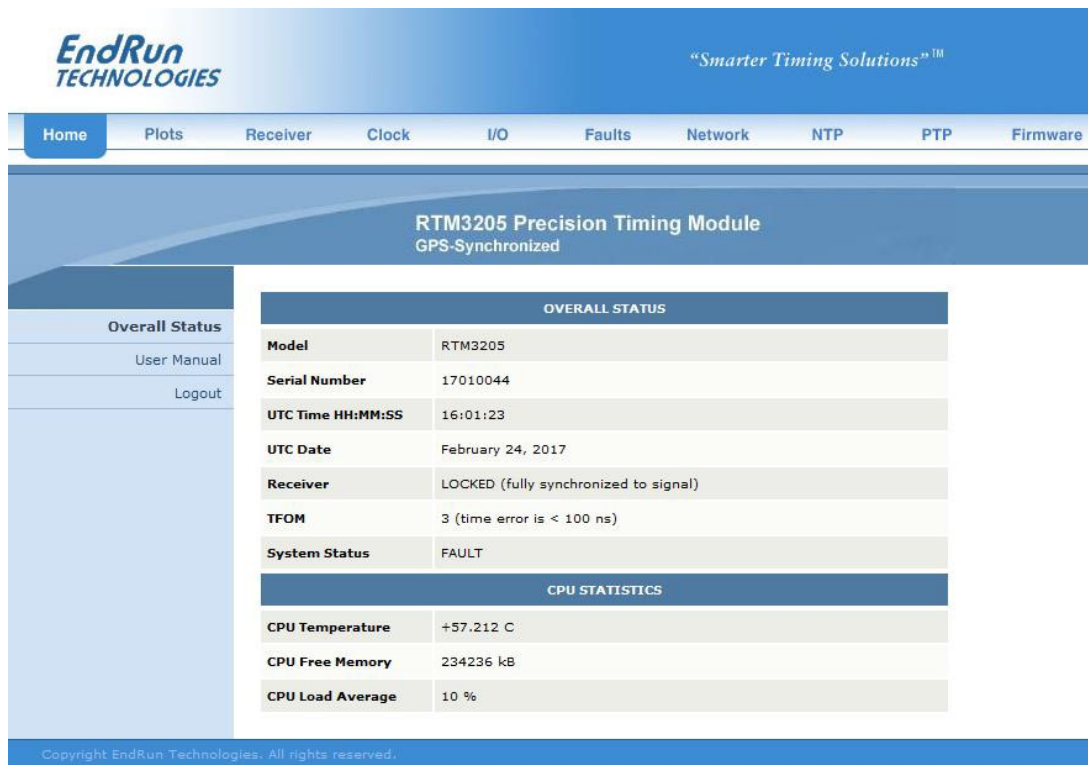 EndRun
TECHNOLOGIES
“Smarter Timing Solutions”™
Home Plots Receiver Clock I/O Faults Network NTP PTP Firmware
RTM3205 Precision Timing Module
GPS-Synchronized
Overall Status
User Manual
Logout
OVERALL STATUS
Model RTM3205
Serial Number 17010044
UTC Time HH:MM:SS 16:01:23
UTC Date February 24, 2017
Receiver LOCKED (fully synchronized to signal)
TFOM 3 (time error is < 100 ns)
System Status FAULT
CPU STATISTICS
CPU Temperature +57.212 C
CPU Free Memory 234236 kB
CPU Load Average 10 %
Copyright EndRun Technologies. All rights reserved.